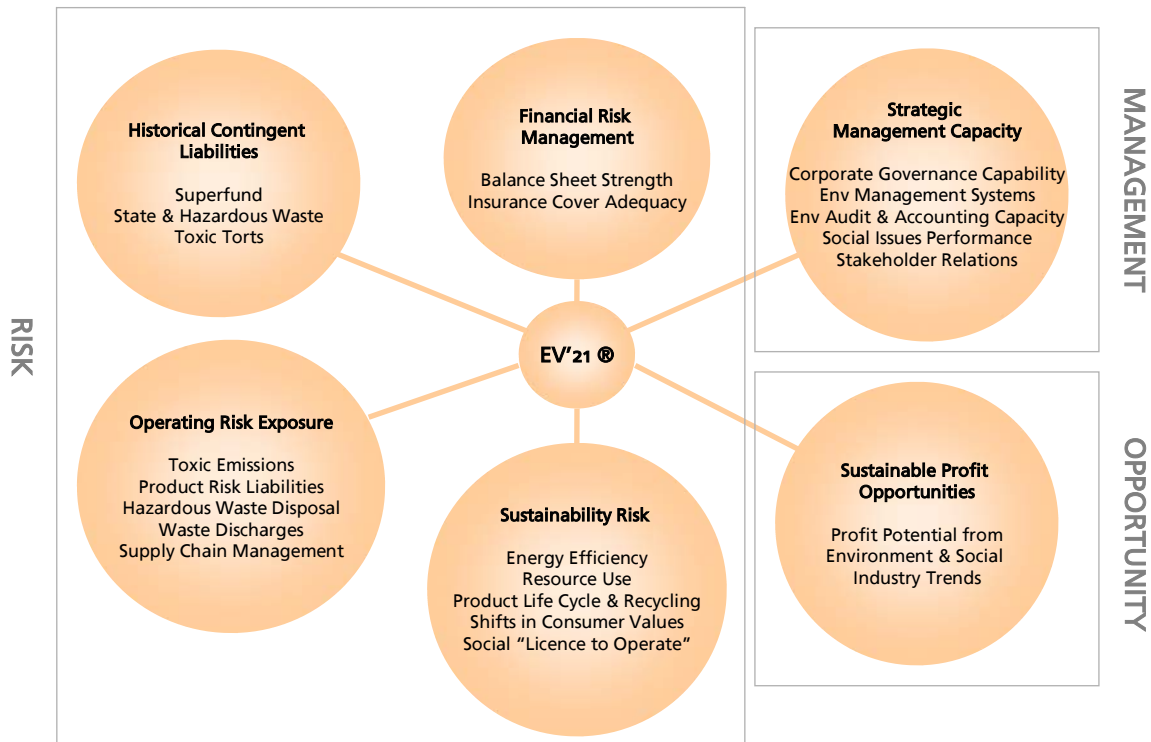 RISK
Historical Contingent
Liabilities
Superfund
State & Hazardous Waste
Toxic Torts
Financial Risk
Management
Balance Sheet Strength
Insurance Cover Adequacy
Strategic
Management Capacity
Corporate Governance Capability
Env Management Systems
Env Audit & Accounting Capacity
Social Issues Performance
Stakeholder Relations
MANAGEMENT
EV’21 ®
Operating Risk Exposure
Toxic Emissions
Product Risk Liabilities
Hazardous Waste Disposal
Waste Discharges
Supply Chain Management
Sustainability Risk
Energy Efficiency
Resource Use
Product Life Cycle & Recycling
Shifts in Consumer Values
Social “Licence to Operate”
Sustainable Profit
Opportunities
Profit Potential from
Environment & Social
Industry Trends
OPPORTUNITY